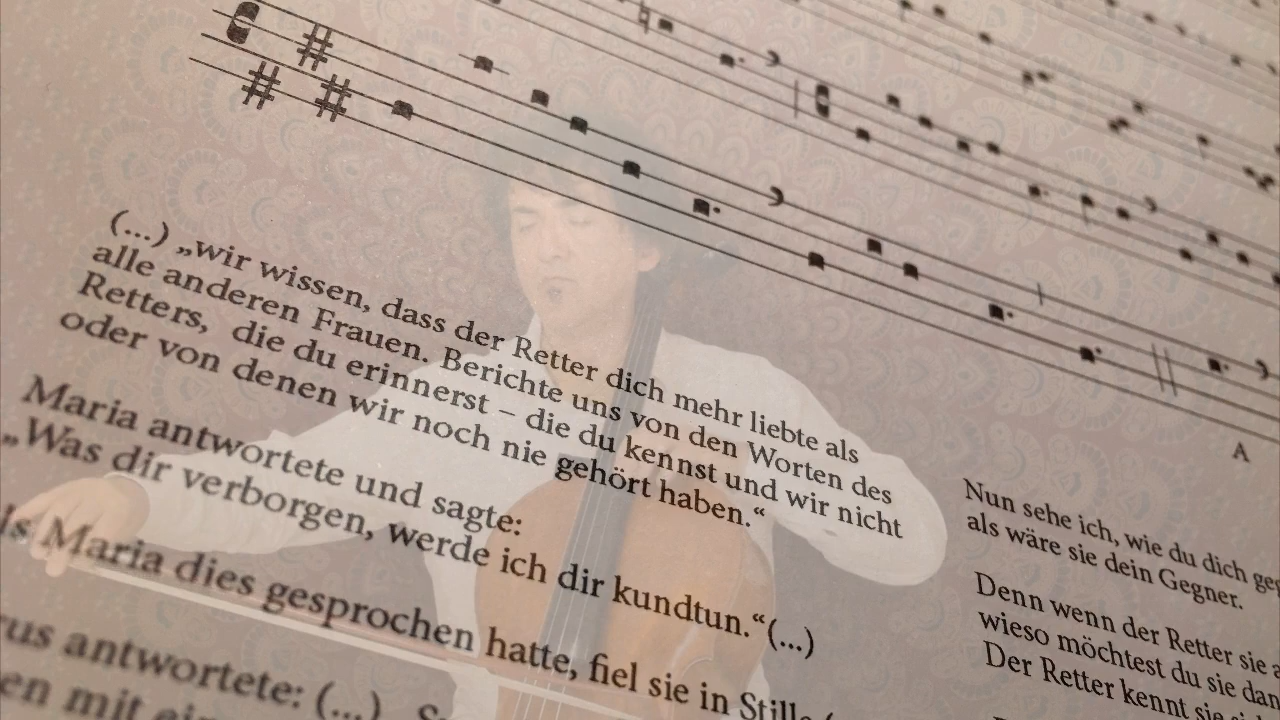 (...) „wir wissen, dass der Retter dich mehr liebte als
alle anderen Frauen. Berichte uns von den Worten des
Retters, die du erinnerst – die du kennst und wir nicht
oder von denen wir noch nie gehört haben.“
Maria antwortete und sagte:
„Was dir verborgen, werde ich dir kundtun.“(...)
Maria dies gesprochen hatte, fiel sie in
antwortete: (...)
mit
A
Nun sehe ich, wie du dich
als wäre sie dein Gegner.
Denn wenn der Retter sie
wieso möchtest du sie
Der Retter kennt sie